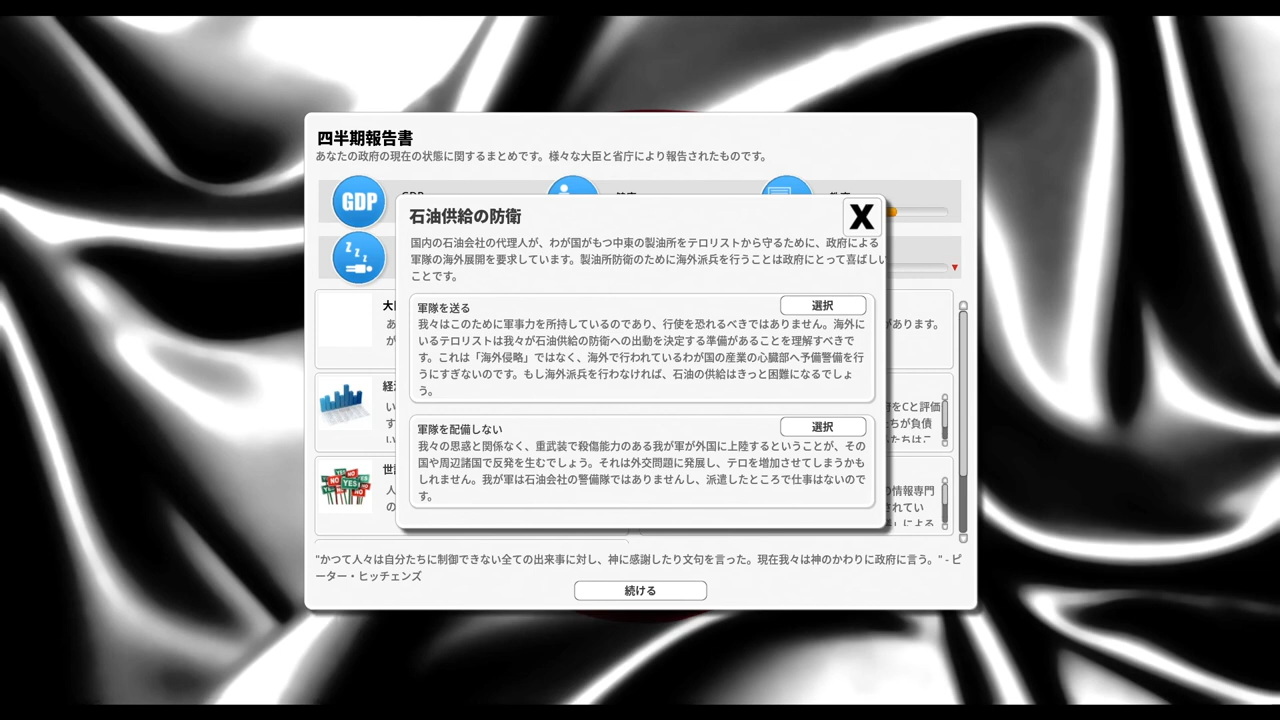 四半期報告書
あなたの政府の現在の状態に関するまとめです。様々な大臣と省庁により報告されたものです。
GDP
石油供給の防衛
X
国内の石油会社の代理人が、わが国がもつ中東の製油所をテロリストから守るために、政府による
軍隊の海外展開を要求しています。製油所防衛のために海外派兵を行うことは政府にとって喜ばしい
ことです。
軍隊を送る
選択
我々はこのために軍事力を所持しているのであり、行使を恐れるべきではありません。海外に
いるテロリストは我々が石油供給の防衛への出動を決定する準備があることを理解すべきで
す。これは「海外侵略」ではなく、海外で行われているわが国の産業の心臓部へ予備警備を行
うにすぎないのです。もし海外派兵を行わなければ、石油の供給はきっと困難になるでしょ
う。
軍隊を配備しない
選択
我々の思惑と関係なく、重武装で殺傷能力のある我が軍が外国に上陸するということが、その
国や周辺諸国で反発を生むでしょう。それは外交問題に発展し、テロを増加させてしまうかも
しれません。我が軍は石油会社の警備隊ではありませんし、派遣したところで仕事はないので
す。
があります。
をCと評価
ちが負債
の情報専門
されてい
NO
YES!
"かつて人々は自分たちに制御できない全ての出来事に対し、神に感謝したり文句を言った。現在我々は神のかわりに政府に言う。" - ピ
ーター・ヒッチェンズ
続ける